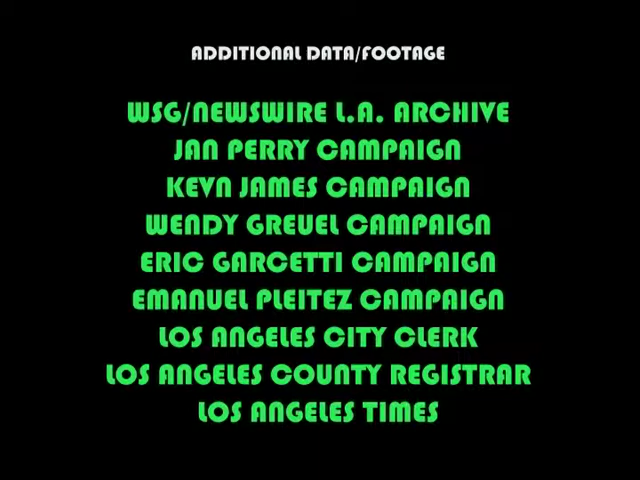 ADDITIONAL DATA/FOOTAGE
WSG/NEWSWIRE L.A. ARCHIVE
JAN PERRY CAMPAIGN
KEVN JAMES CAMPAIGN
WENDY GREUEL CAMPAIGN
ERIC GARCETTI CAMPAIGN
EMANUEL PLEITEZ CAMPAIGN
LOS ANGELES CITY CLERK
LOS ANGELES COUNTY REGISTRAR
LOS ANGELES TIMES